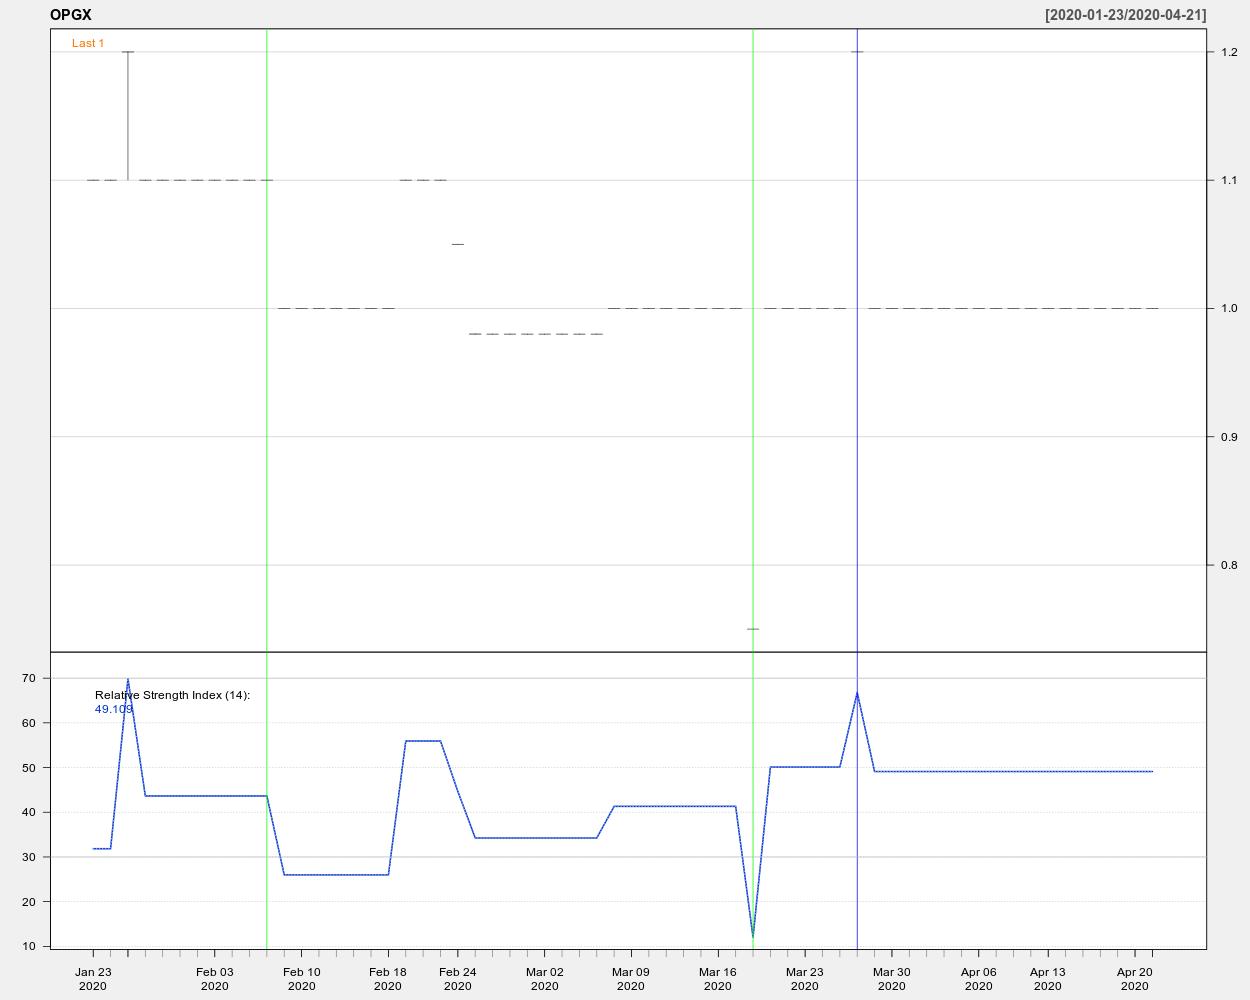 OPGX [2020-01-23/2020-04-21]
Last 1
1.2
1.1
1.0
0.9
0.8
Relative Strength Index (14):
49.109
70
60
50
40
30
20
10
Jan 23 Feb 03 Feb 10 Feb 18 Feb 24 Mar 02 Mar 09 Mar 16 Mar 23 Mar 30 Apr 06 Apr 13 Apr 20
2020 2020 2020 2020 2020 2020 2020 2020 2020 2020 2020 2020 2020